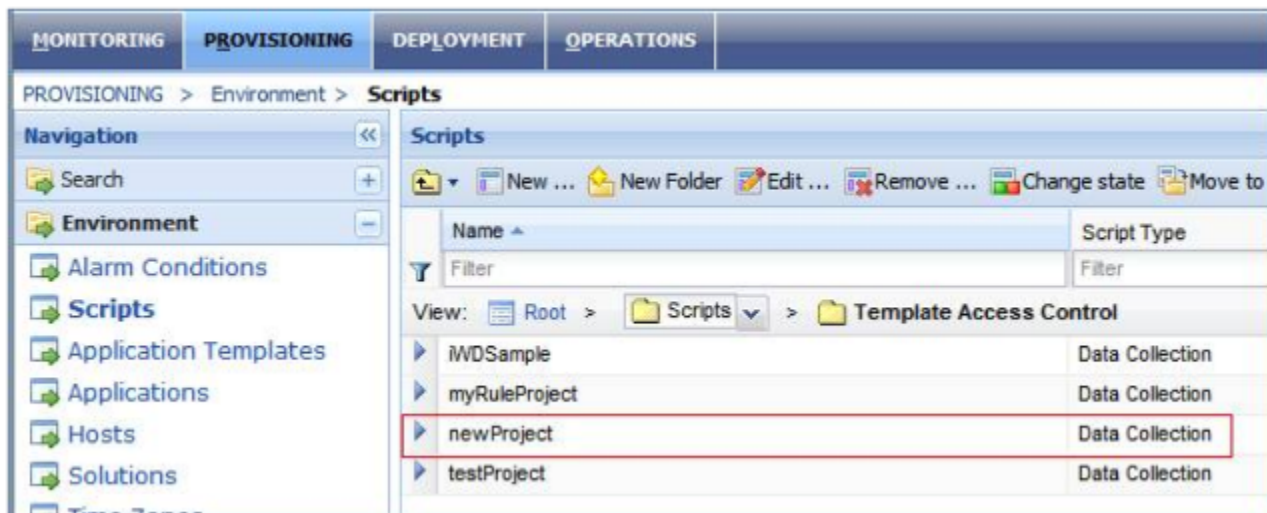 MONITORING PROVISIONING DEPLOYMENT OPERATIONS
PROVISIONING > Environment > Scripts
Navigation
Search
Environment
Alarm Conditions
Scripts
Application Templates
Applications
Hosts
Solutions
Time Zones
Scripts
New ... New Folder Edit ... Remove ... Change state Move to
Name Script Type
Filter Filter
View: Root > Scripts > Template Access Control
iWDSample Data Collection
myRuleProject Data Collection
newProject Data Collection
testProject Data Collection